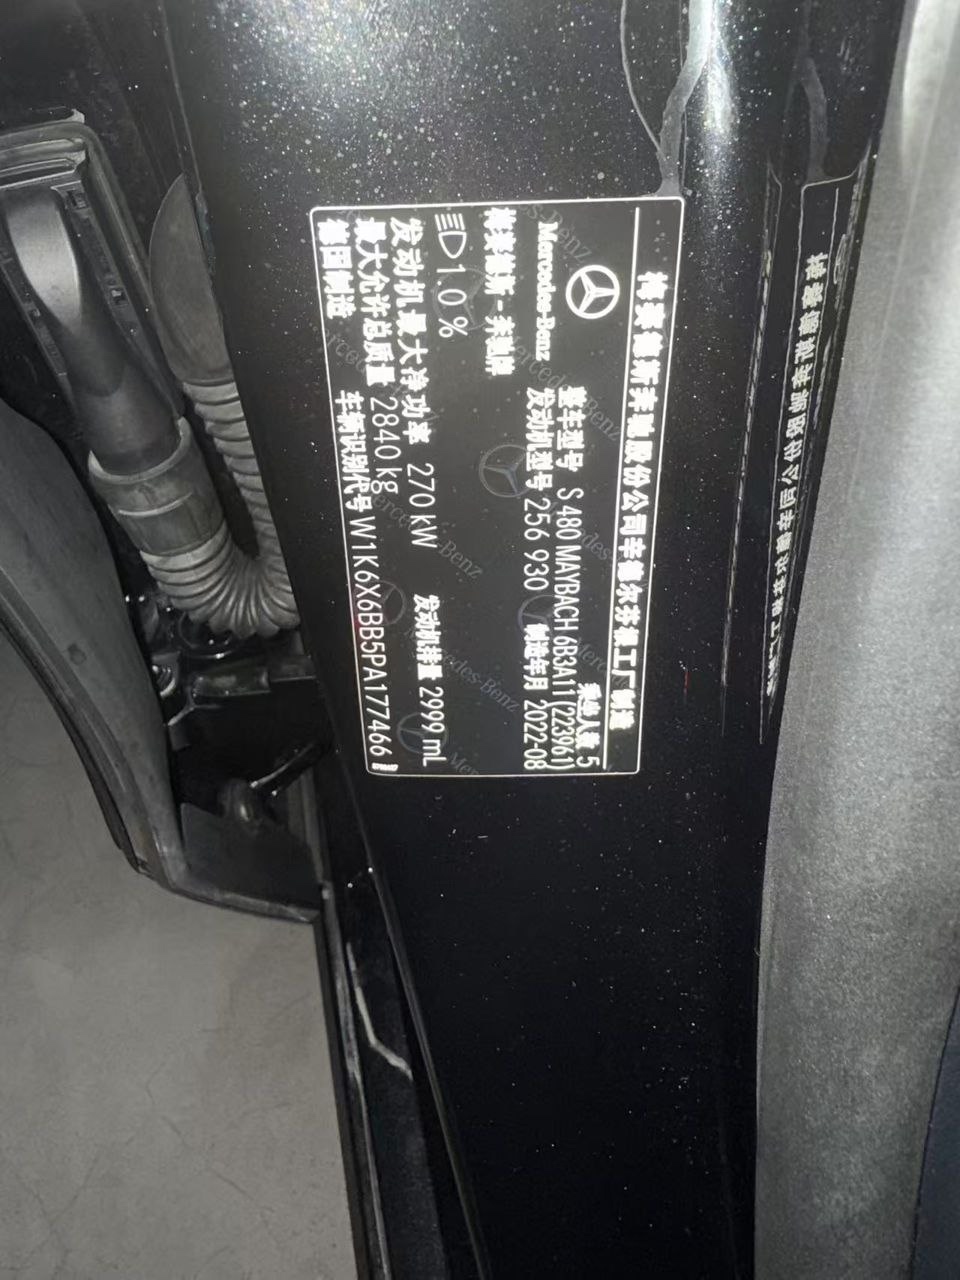 梅赛德斯奔驰股份公司辛德尔芬根工厂制造
Mercedes-Benz
梅赛德斯-奔驰牌
乘坐人数 5
整车型号 S 480 MAYBACH 6B3A11(223961)
发动机型号 256 930 制造年月 2022-08
1.0 %
发动机最大净功率 270 kW 发动机排量 2999 mL
最大允许总质量 2840 kg
德国制造 车辆识别代号 W1K6X6BB5PA177466